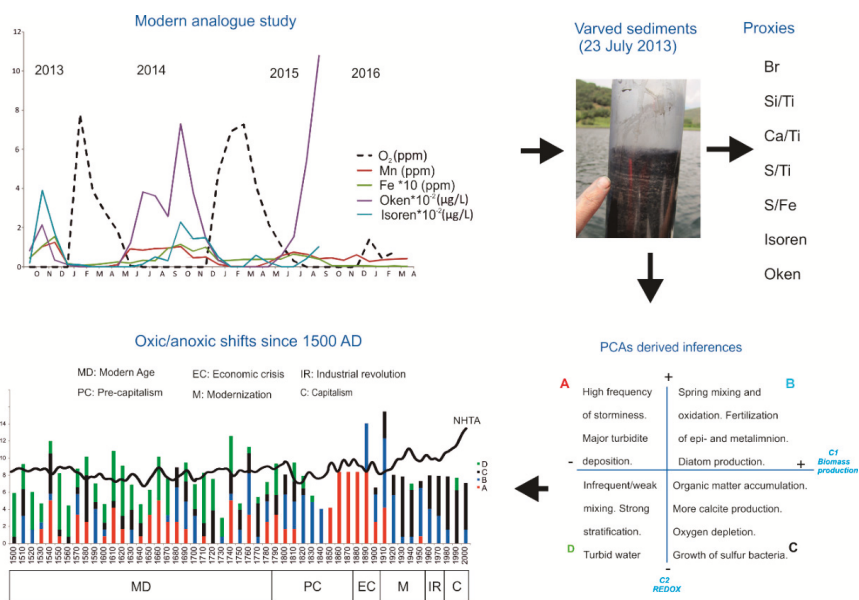 Modern analogue study
12
10
8
6
4
2
0
2013
2014
2015
2016
O₂(ppm)
Mn (ppm)
Fe *10 (ppm)
Oken*10⁻²(µg/L)
Isoren*10⁻²(µg/L)
O N D J F M A M J J A S O N D J F M A M J J A S O N D J F M A
Varved sediments
(23 July 2013)
Proxies
Br
Si/Ti
Ca/Ti
S/Ti
S/Fe
Isoren
Oken
Oxic/anoxic shifts since 1500 AD
MD: Modern Age
EC: Economic crisis
IR: Industrial revolution
PC: Pre-capitalism
M: Modernization
C: Capitalism
14
12
10
8
6
4
2
0
NHTA
D
C
B
A
1500 1510 1520 1530 1540 1550 1560 1570 1580 1590 1600 1610 1620 1630 1640 1650 1660 1670 1680 1690 1700 1710 1720 1730 1740 1750 1760 1770 1780 1790 1800 1810 1820 1830 1840 1850 1860 1870 1880 1890 1900 1910 1920 1930 1940 1950 1960 1970 1980 1990 2000
MD PC EC M IR C
PCAs derived inferences
A
+
B
High frequency
of storminess.
Major turbidite
deposition.
Spring mixing and
oxidation. Fertilization
of epi- and metalimnion.
Diatom production.
-
+
C1
Biomass
production
Infrequent/weak
mixing. Strong
stratification.
Turbid water
D
Organic matter accumulation.
More calcite production.
Oxygen depletion.
Growth of sulfur bacteria.
C
-
C2
REDOX